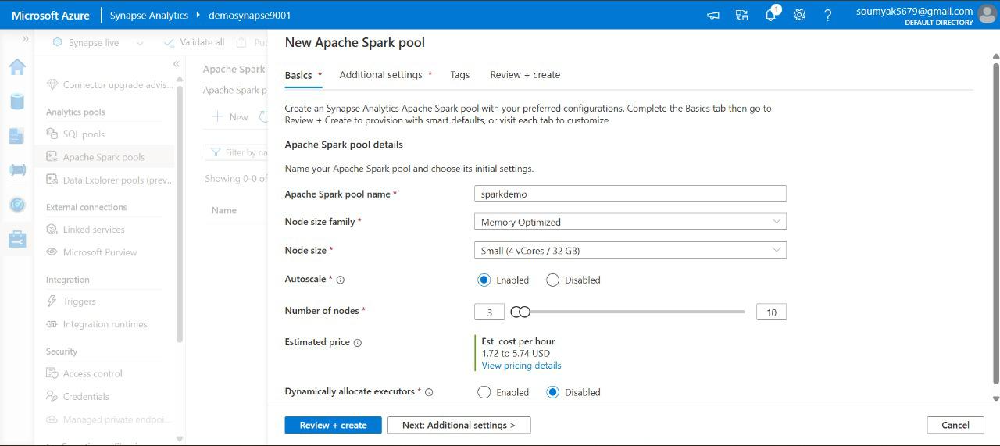 Microsoft Azure Synapse Analytics demosynapse9001
1
soumyak5679@gmail.com
DEFAULT DIRECTORY
Synapse live Validate all
Connector upgrade advis...
Analytics pools
SQL pools
Apache Spark pools
Data Explorer pools (prev...
External connections
Linked services
Microsoft Purview
Integration
Triggers
Integration runtimes
Security
Access control
Credentials
Managed private endpoi...
Apache Spark
Apache Spark p
New
Filter by na
Showing 0-0 of
Name
New Apache Spark pool
Basics * Additional settings * Tags Review + create
Create an Synapse Analytics Apache Spark pool with your preferred configurations. Complete the Basics tab then go to
Review + Create to provision with smart defaults, or visit each tab to customize.
Apache Spark pool details
Name your Apache Spark pool and choose its initial settings.
Apache Spark pool name * sparkdemo
Node size family * Memory Optimized
Node size * Small (4 vCores / 32 GB)
Autoscale * Enabled Disabled
Number of nodes * 3 10
Estimated price Est. cost per hour
1.72 to 5.74 USD
View pricing details
Dynamically allocate executors * Enabled Disabled
Review + create Next: Additional settings > Cancel